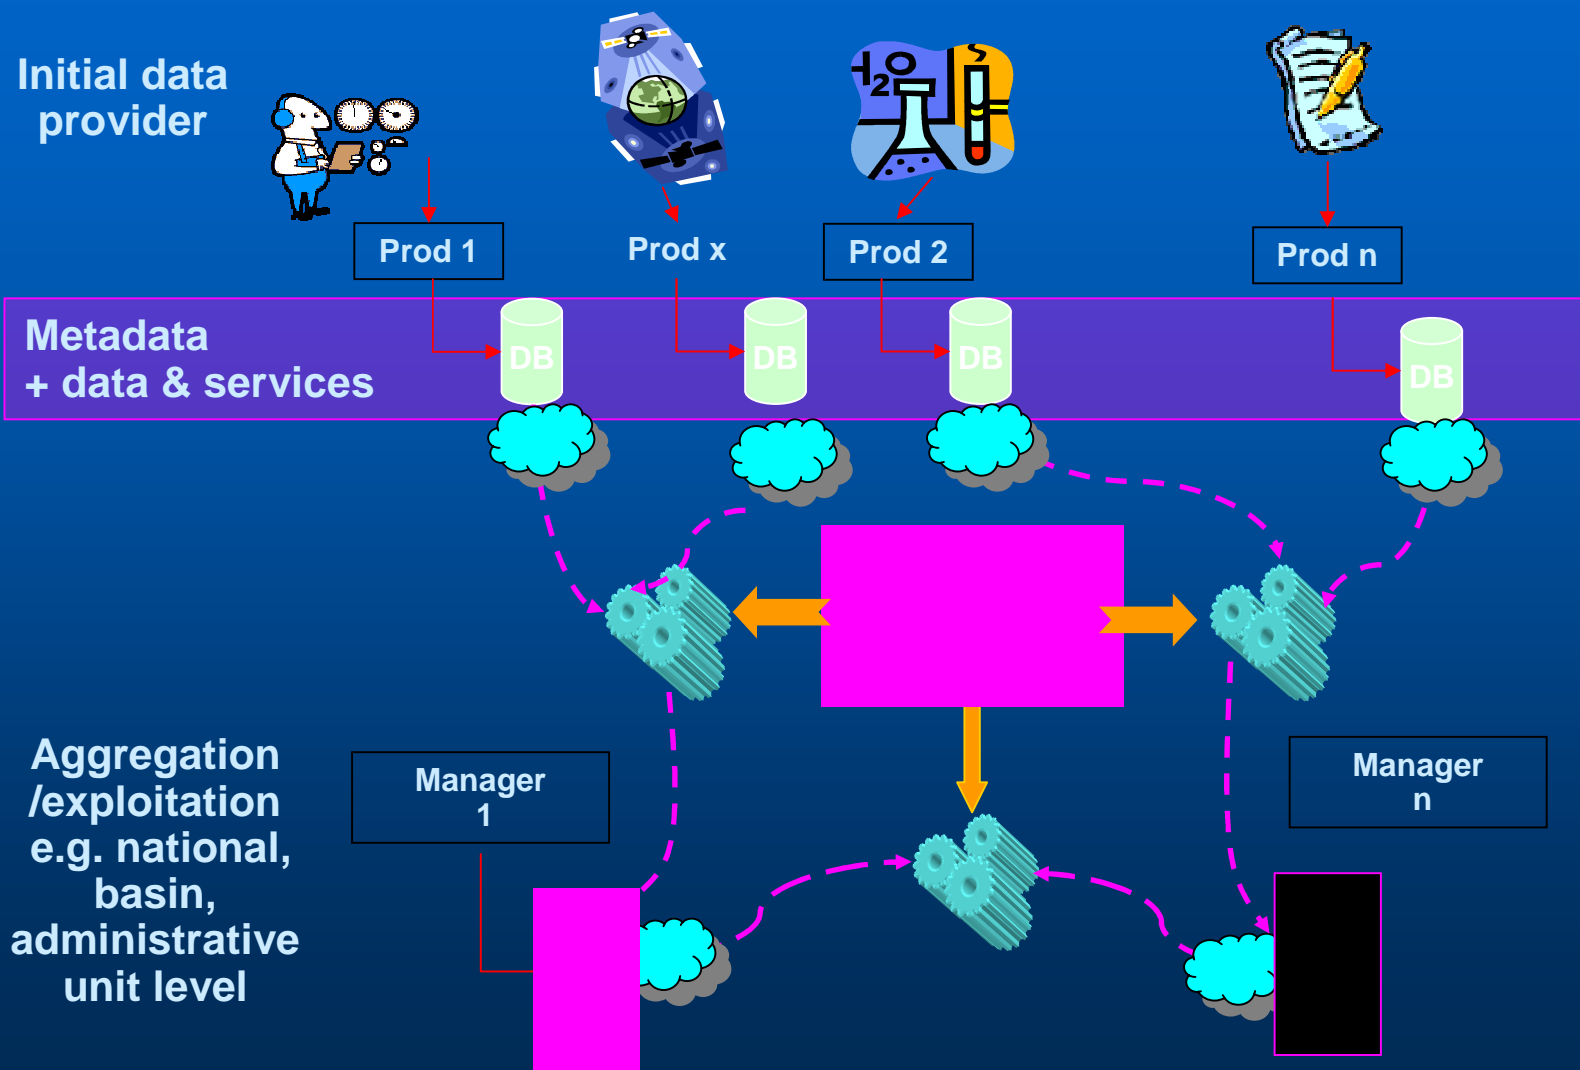 Initial data
provider
H2O
Prod 1
Prod x
Prod 2
Prod n
Metadata
+ data & services
DB
DB
DB
DB
Aggregation
/exploitation
e.g. national,
basin,
administrative
unit level
Manager
1
Manager
n